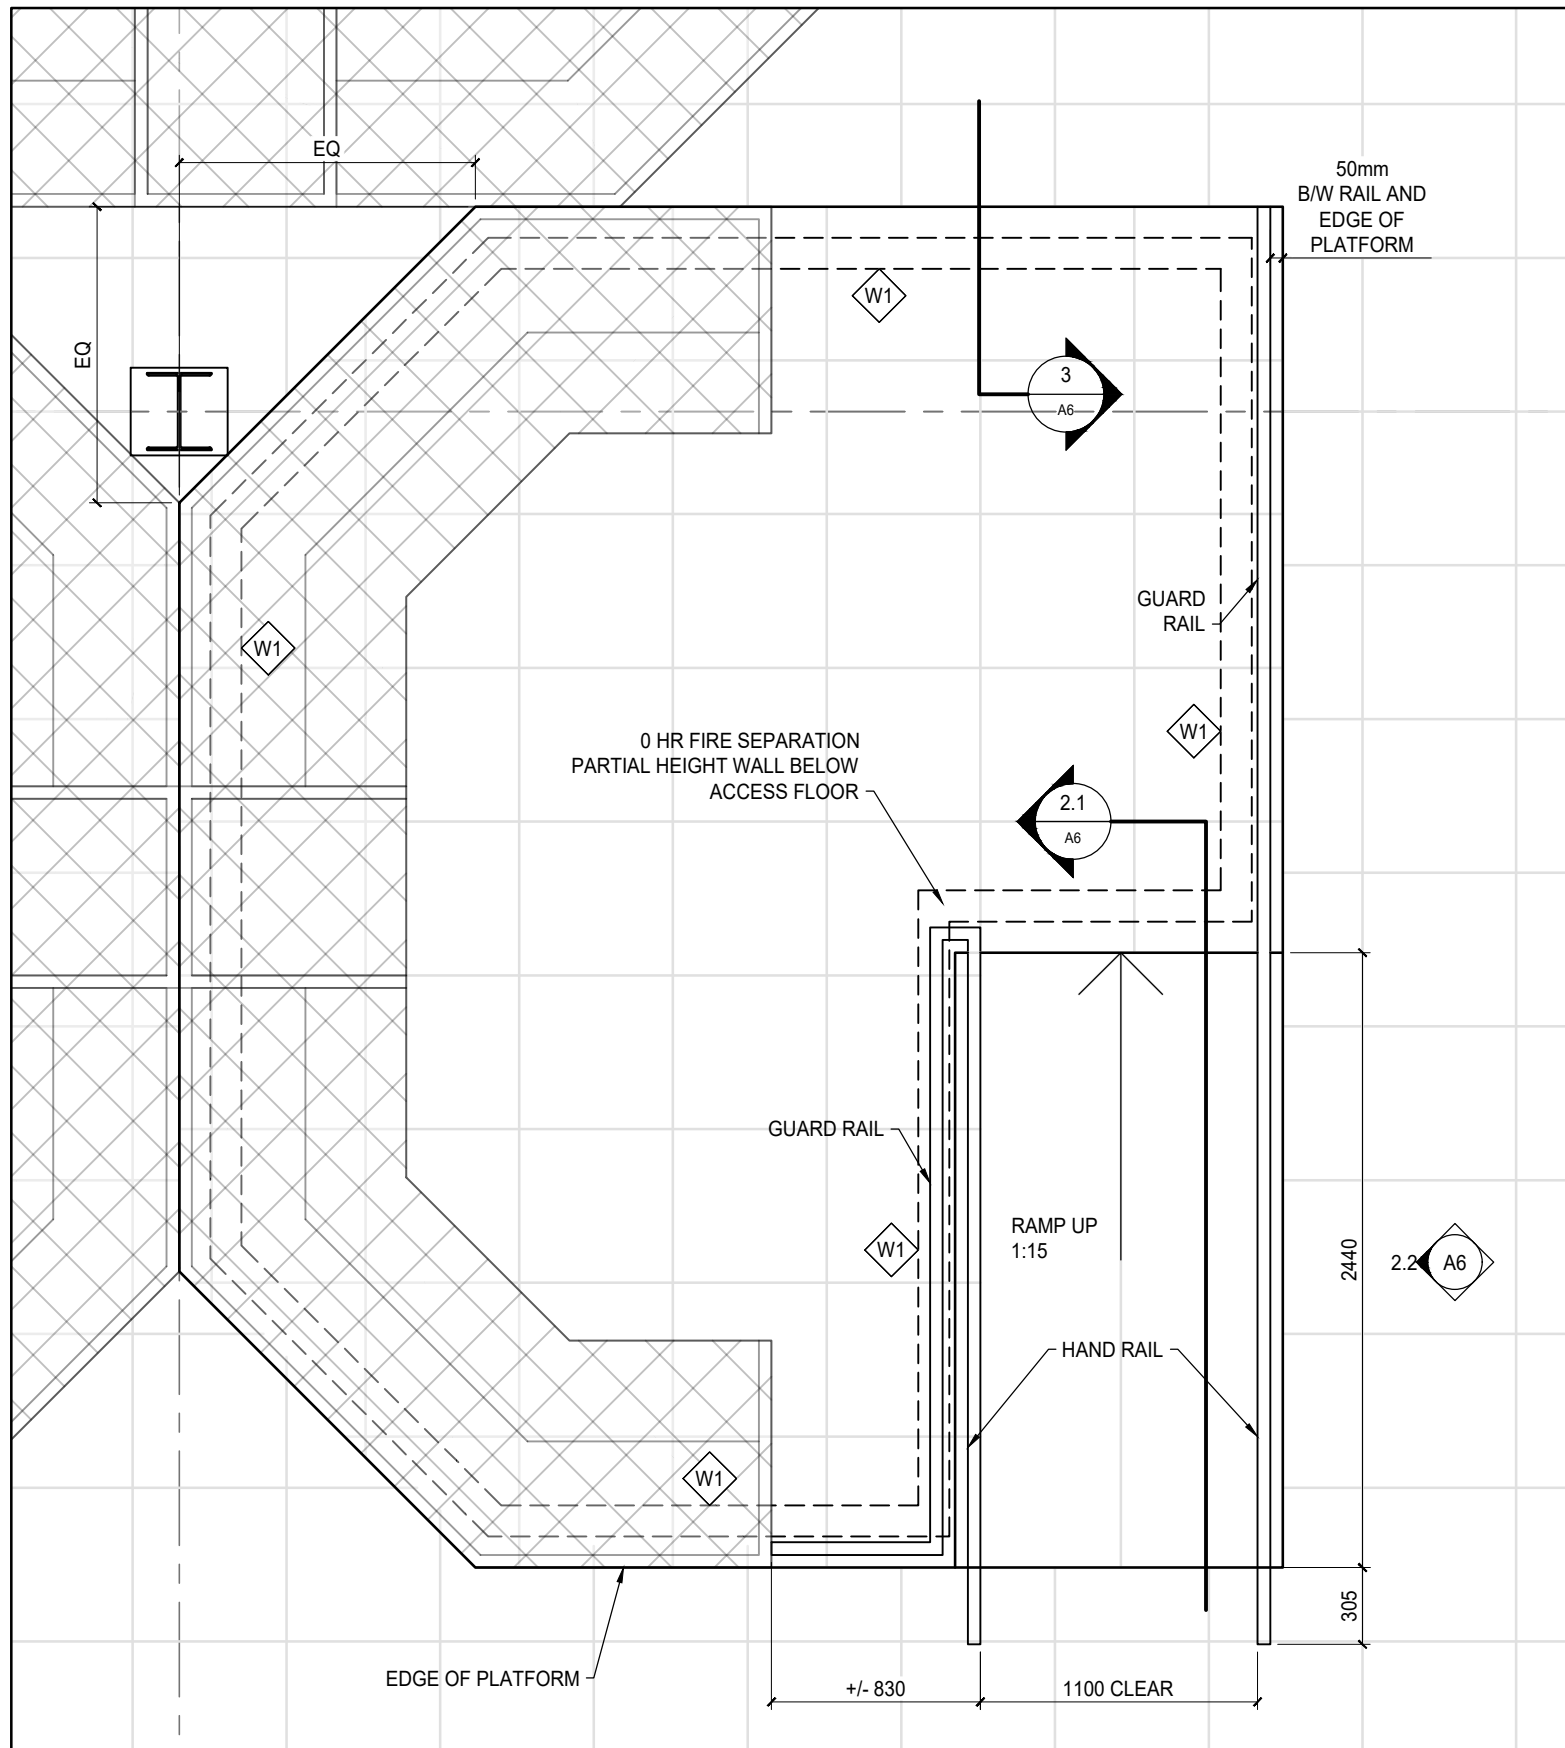 EQ
50mm
B/W RAIL AND
EDGE OF
PLATFORM
W1
EQ
3
A6
GUARD
RAIL
W1
W1
0 HR FIRE SEPARATION
PARTIAL HEIGHT WALL BELOW
ACCESS FLOOR
2.1
A6
GUARD RAIL
RAMP UP
1:15
W1
2440
2.2
A6
HAND RAIL
W1
305
EDGE OF PLATFORM
+/- 830
1100 CLEAR